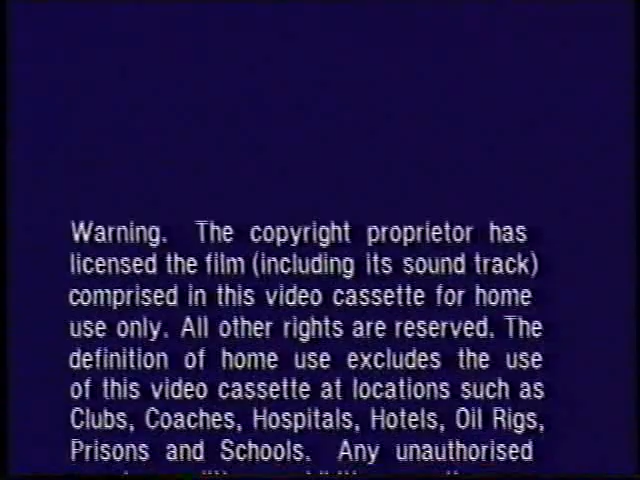 Warning. The copyright proprietor has
licensed the film (including its sound track)
comprised in this video cassette for home
use only. All other rights are reserved. The
definition of home use excludes the use
of this video cassette at locations such as
Clubs, Coaches, Hospitals, Hotels, Oil Rigs,
Prisons and Schools. Any unauthorised